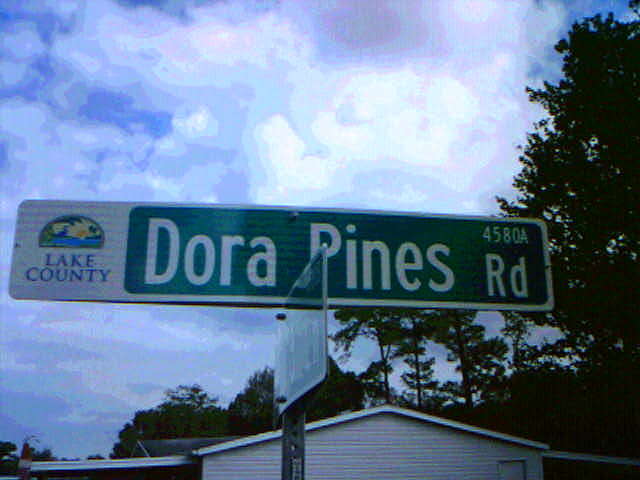 LAKE
COUNTY
Dora Pines Rd
4580A